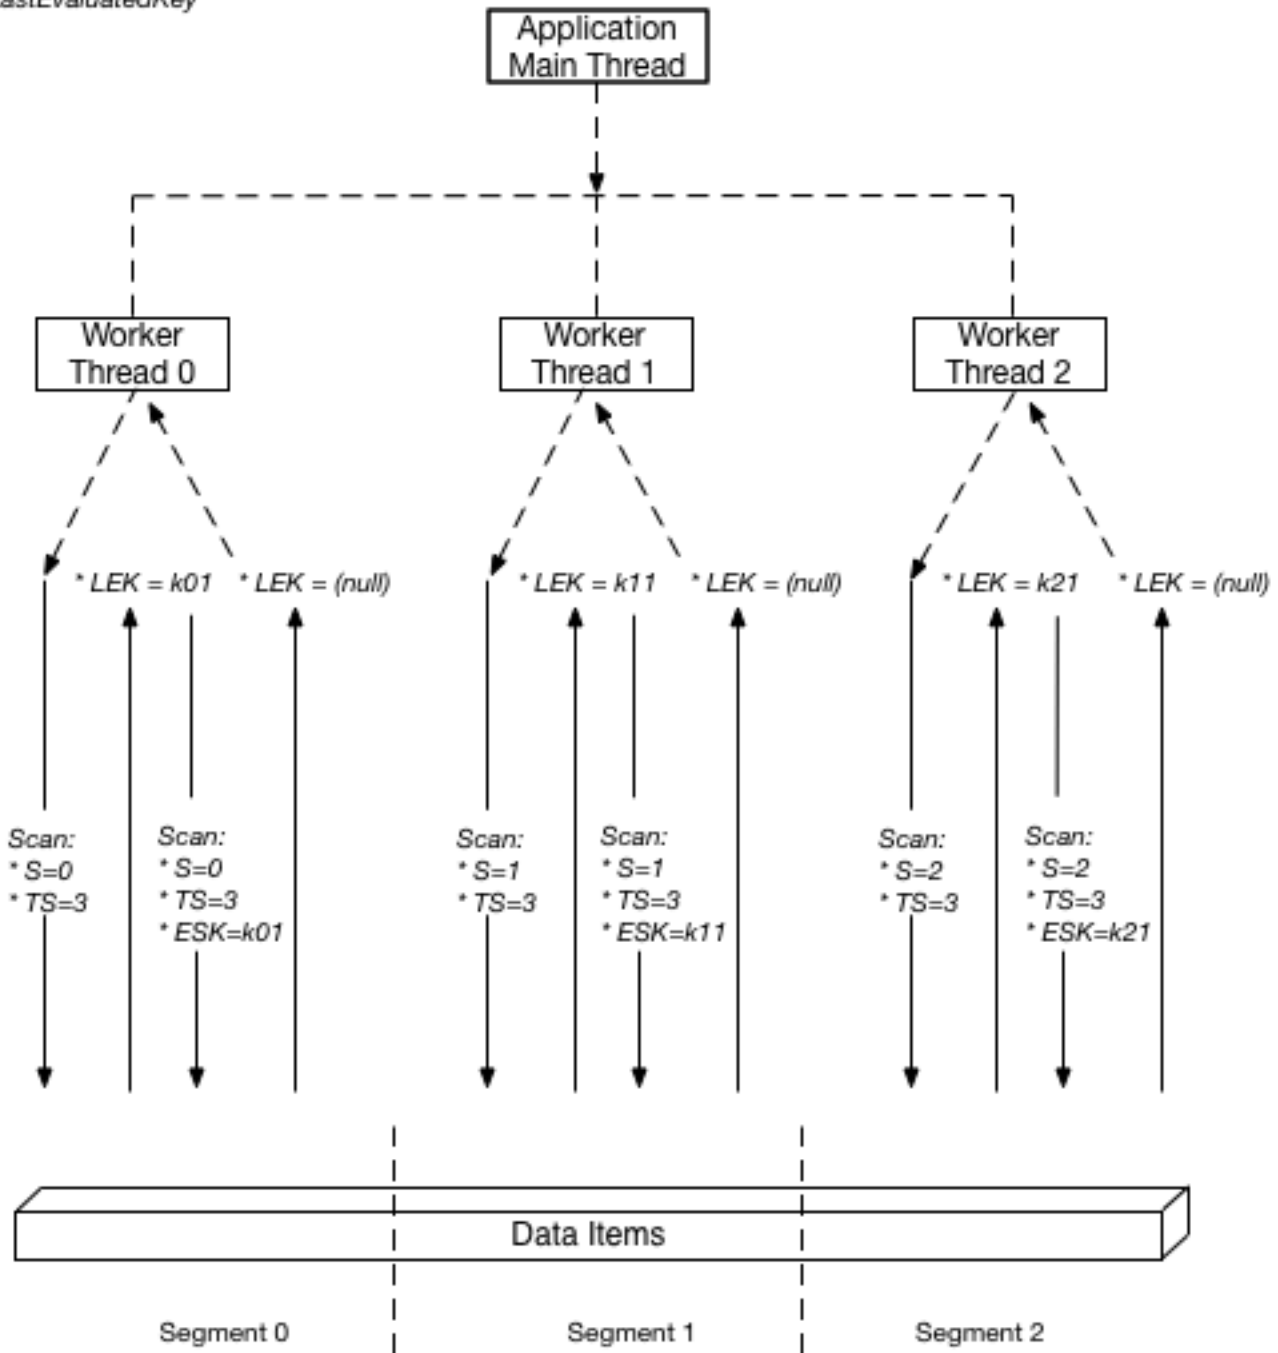 Application
Main Thread
Worker
Thread 0
Worker
Thread 1
Worker
Thread 2
* LEK = k01
* LEK = (null)
* LEK = k11
* LEK = (null)
* LEK = k21
* LEK = (null)
Scan:
* S=0
* TS=3
Scan:
* S=0
* TS=3
* ESK=k01
Scan:
* S=1
* TS=3
Scan:
* S=1
* TS=3
* ESK=k11
Scan:
* S=2
* TS=3
Scan:
* S=2
* TS=3
* ESK=k21
Data Items
Segment 0
Segment 1
Segment 2